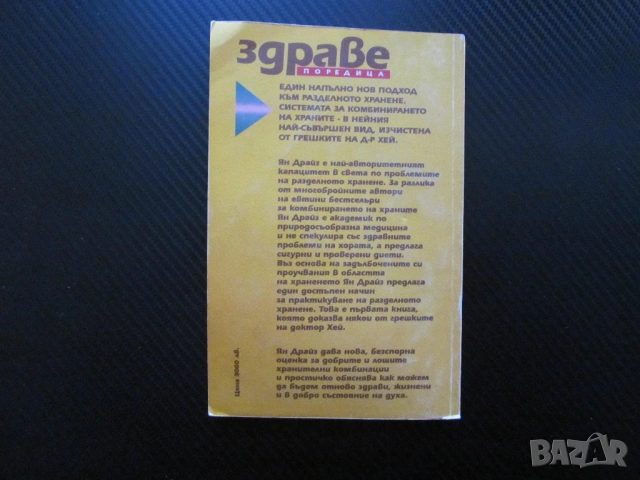 здраве
ПОРЕДИЦА
ЕДИН НАПЪЛНО НОВ ПОДХОД
КЪМ РАЗДЕЛНОТО ХРАНЕНЕ.
СИСТЕМАТА ЗА КОМБИНИРАНЕТО
НА ХРАНИТЕ - В НЕЙНИЯ
НАЙ-СЪВЪРШЕН ВИД, ИЗЧИСТЕНА
ОТ ГРЕШКИТЕ НА Д-Р ХЕЙ.
Ян Драйз е най-авторитетният
капацитет в света по проблемите
на разделното хранене. За разлика
от многобройните автори
на евтини бестселъри
за комбинирането на храните
Ян Драйз е академик по
природосъобразна медицина
и не спекулира със здравните
проблеми на хората, а предлага
сигурни и проверени диети.
Въз основа на задълбочените си
проучвания в областта
на храненето Ян Драйз предлага
един достъпен начин
за практикуване на разделното
хранене. Това е първата книга,
която доказва някои от грешките
на доктор Хей.
Ян Драйз дава нова, безспорна
оценка за добрите и лошите
хранителни комбинации
и простичко обяснява как можем
да бъдем отново здрави, жизнени
и в добро състояние на духа.
Цена 2000 лв.
BAZAR